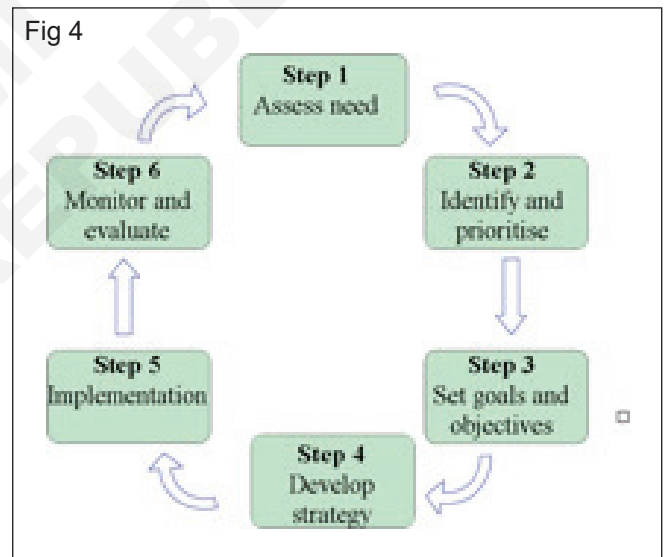 Fig 4
Step 1
Assess need
Step 2
Identify and
prioritise
Step 3
Set goals and
objectives
Step 4
Develop
strategy
Step 5
Implementation
Step 6
Monitor and
evaluate